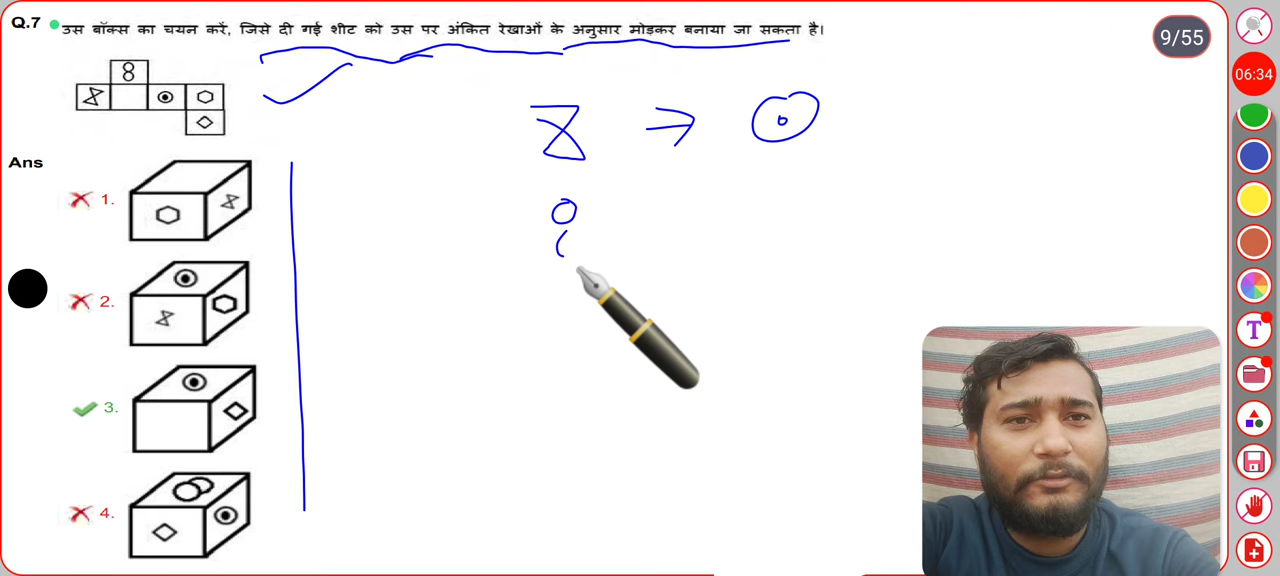 Q.7 उस बॉक्स का चयन करें, जिसे दी गई शीट को उस पर अंकित रेखाओं के अनुसार मोड़कर बनाया जा सकता है।
9/55
06:34
8
Ans
1.
2.
3.
4.
T